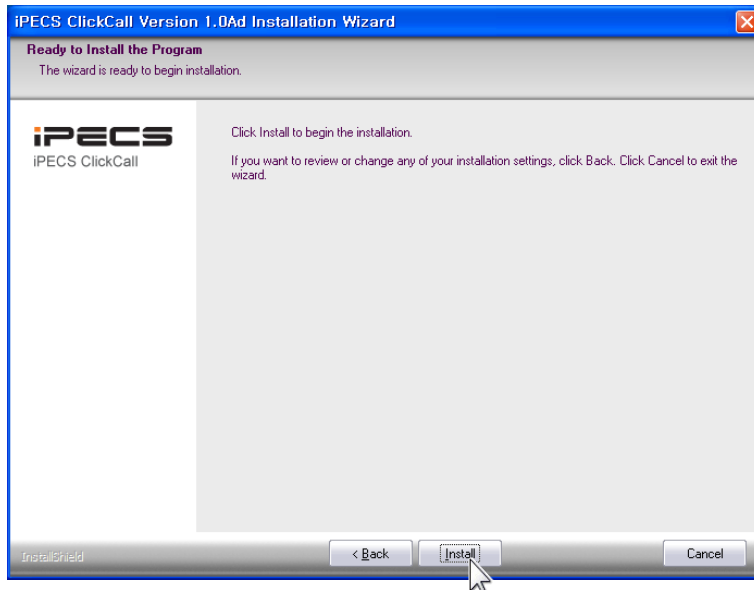 iPECS ClickCall Version 1.0Ad Installation Wizard
Ready to Install the Program
The wizard is ready to begin installation.
iPECS
iPECS ClickCall
Click Install to begin the installation.
If you want to review or change any of your installation settings, click Back. Click Cancel to exit the
wizard.
InstallShield
< Back
Install
Cancel